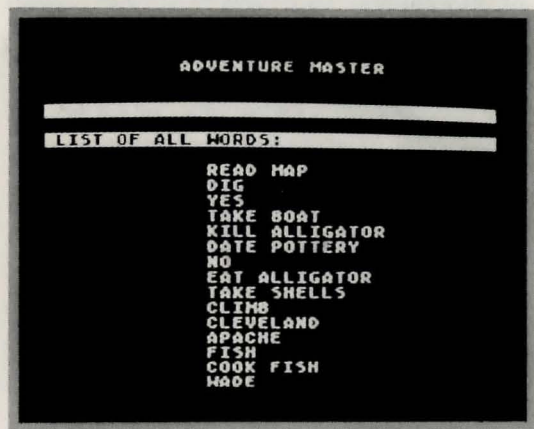 ADVENTURE MASTER
LIST OF ALL WORDS:
READ MAP
DIG
YES
TAKE BOAT
KILL ALLIGATOR
DATE POTTERY
NO
EAT ALLIGATOR
TAKE SHELLS
CLIMB
CLEVELAND
APACHE
FISH
COOK FISH
WADE